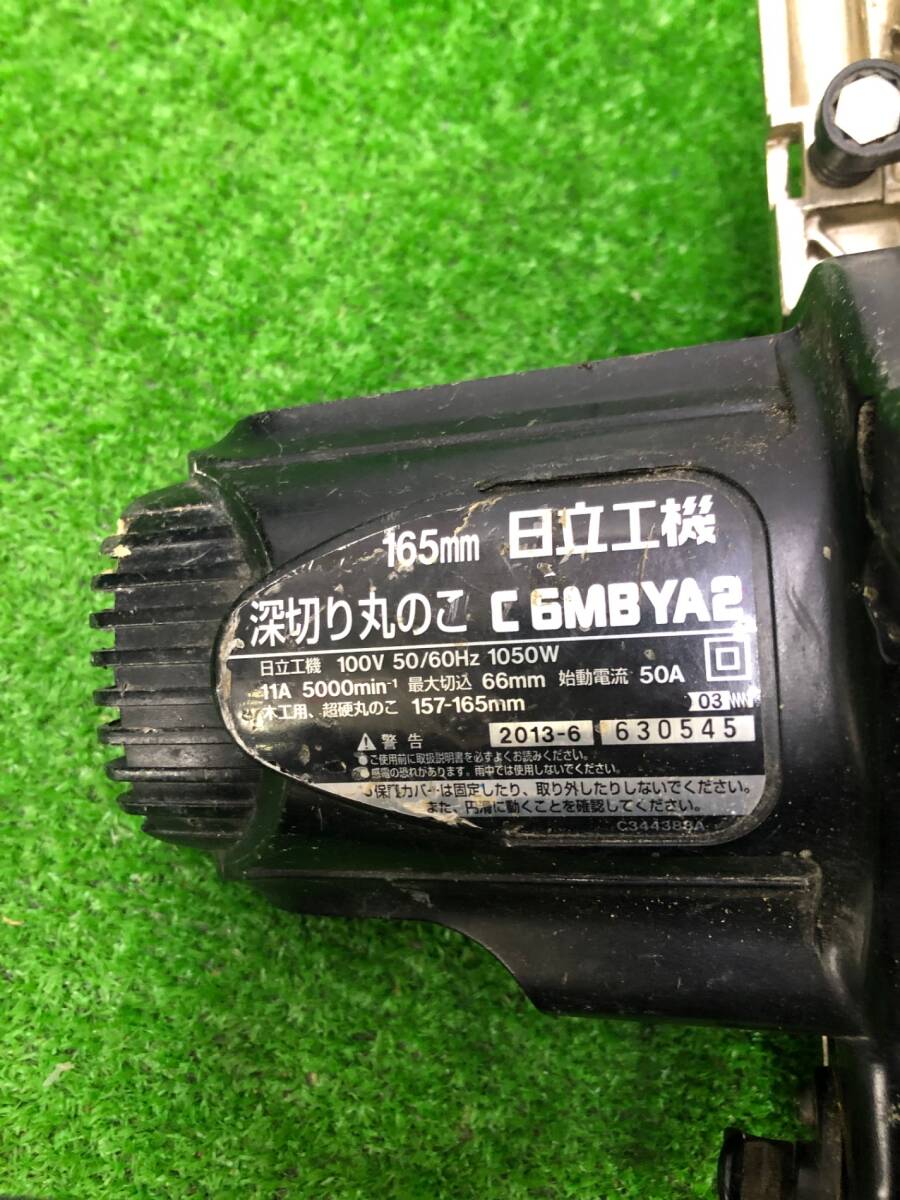 165mm 日立工機
深切り丸のこ C 6MBYA2
日立工機 100V 50/60Hz 1050W
11A 5000min⁻¹ 最大切込 66mm 始動電流 50A
木工用、超硬丸のこ 157-165mm 03
警告 2013-6 630545
●ご使用前に取扱説明書を必ずよくお読みください。
●感電の恐れがあります。雨中では使用しないでください。
保護カバーは固定したり、取り外したりしないでください。
また、円滑に動くことを確認してください。